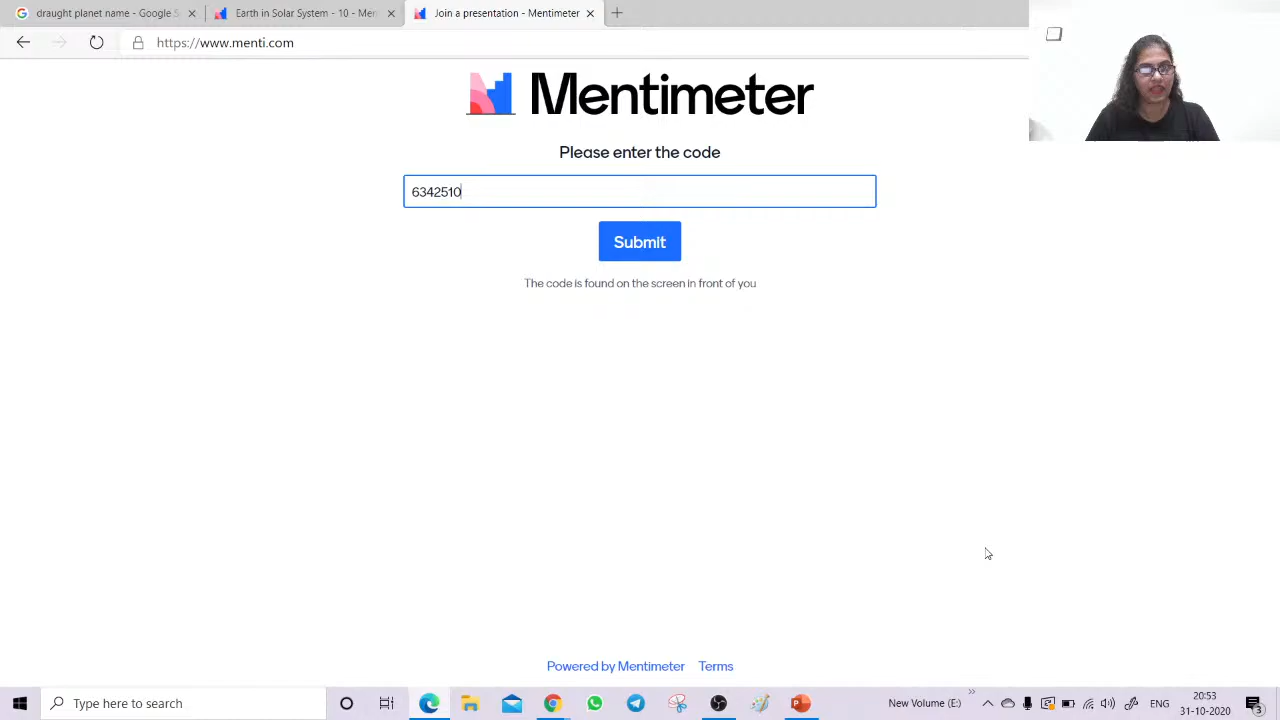 draught planet name - Google S
Earth in Solar System - 10 - Mer
Join a presentation - Mentimeter
https://www.menti.com
Mentimeter
Please enter the code
6342510
Submit
The code is found on the screen in front of you
Powered by Mentimeter Terms
Type here to search
New Volume (E:)
ENG
20:53
31-10-2020
3